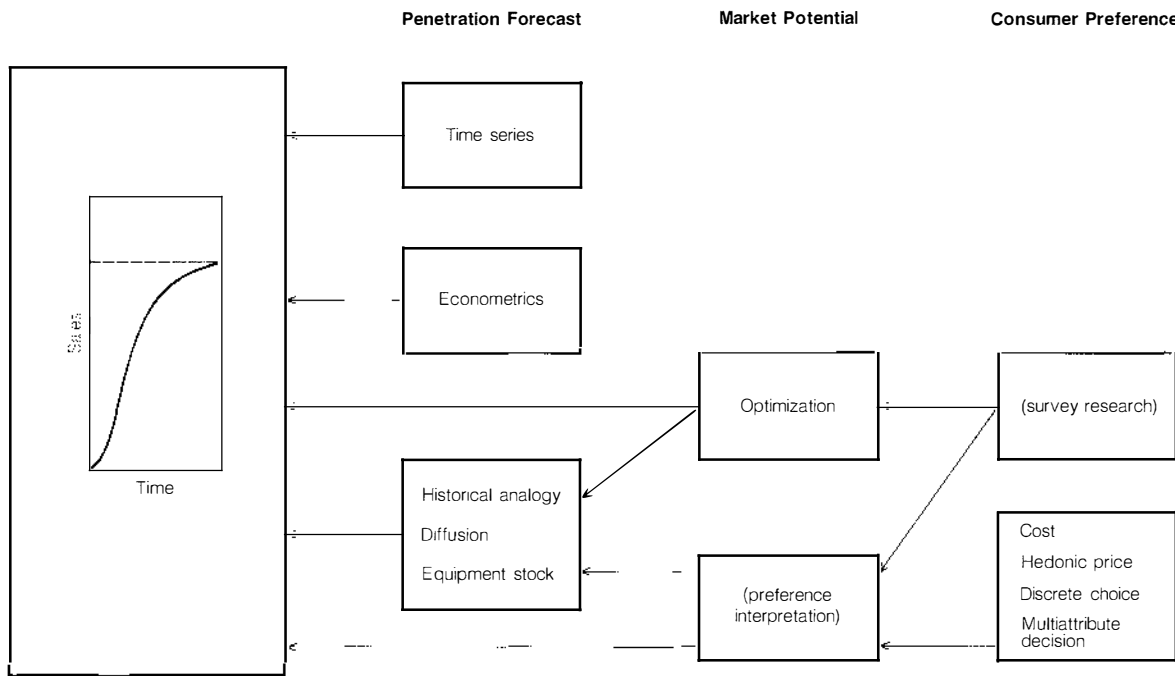 Penetration Forecast
Market Potential
Consumer Preference
Time series
Econometrics
Sales
Time
Optimization
(survey research)
Historical analogy
Diffusion
Equipment stock
(preference
interpretation)
Cost
Hedonic price
Discrete choice
Multiattribute
decision